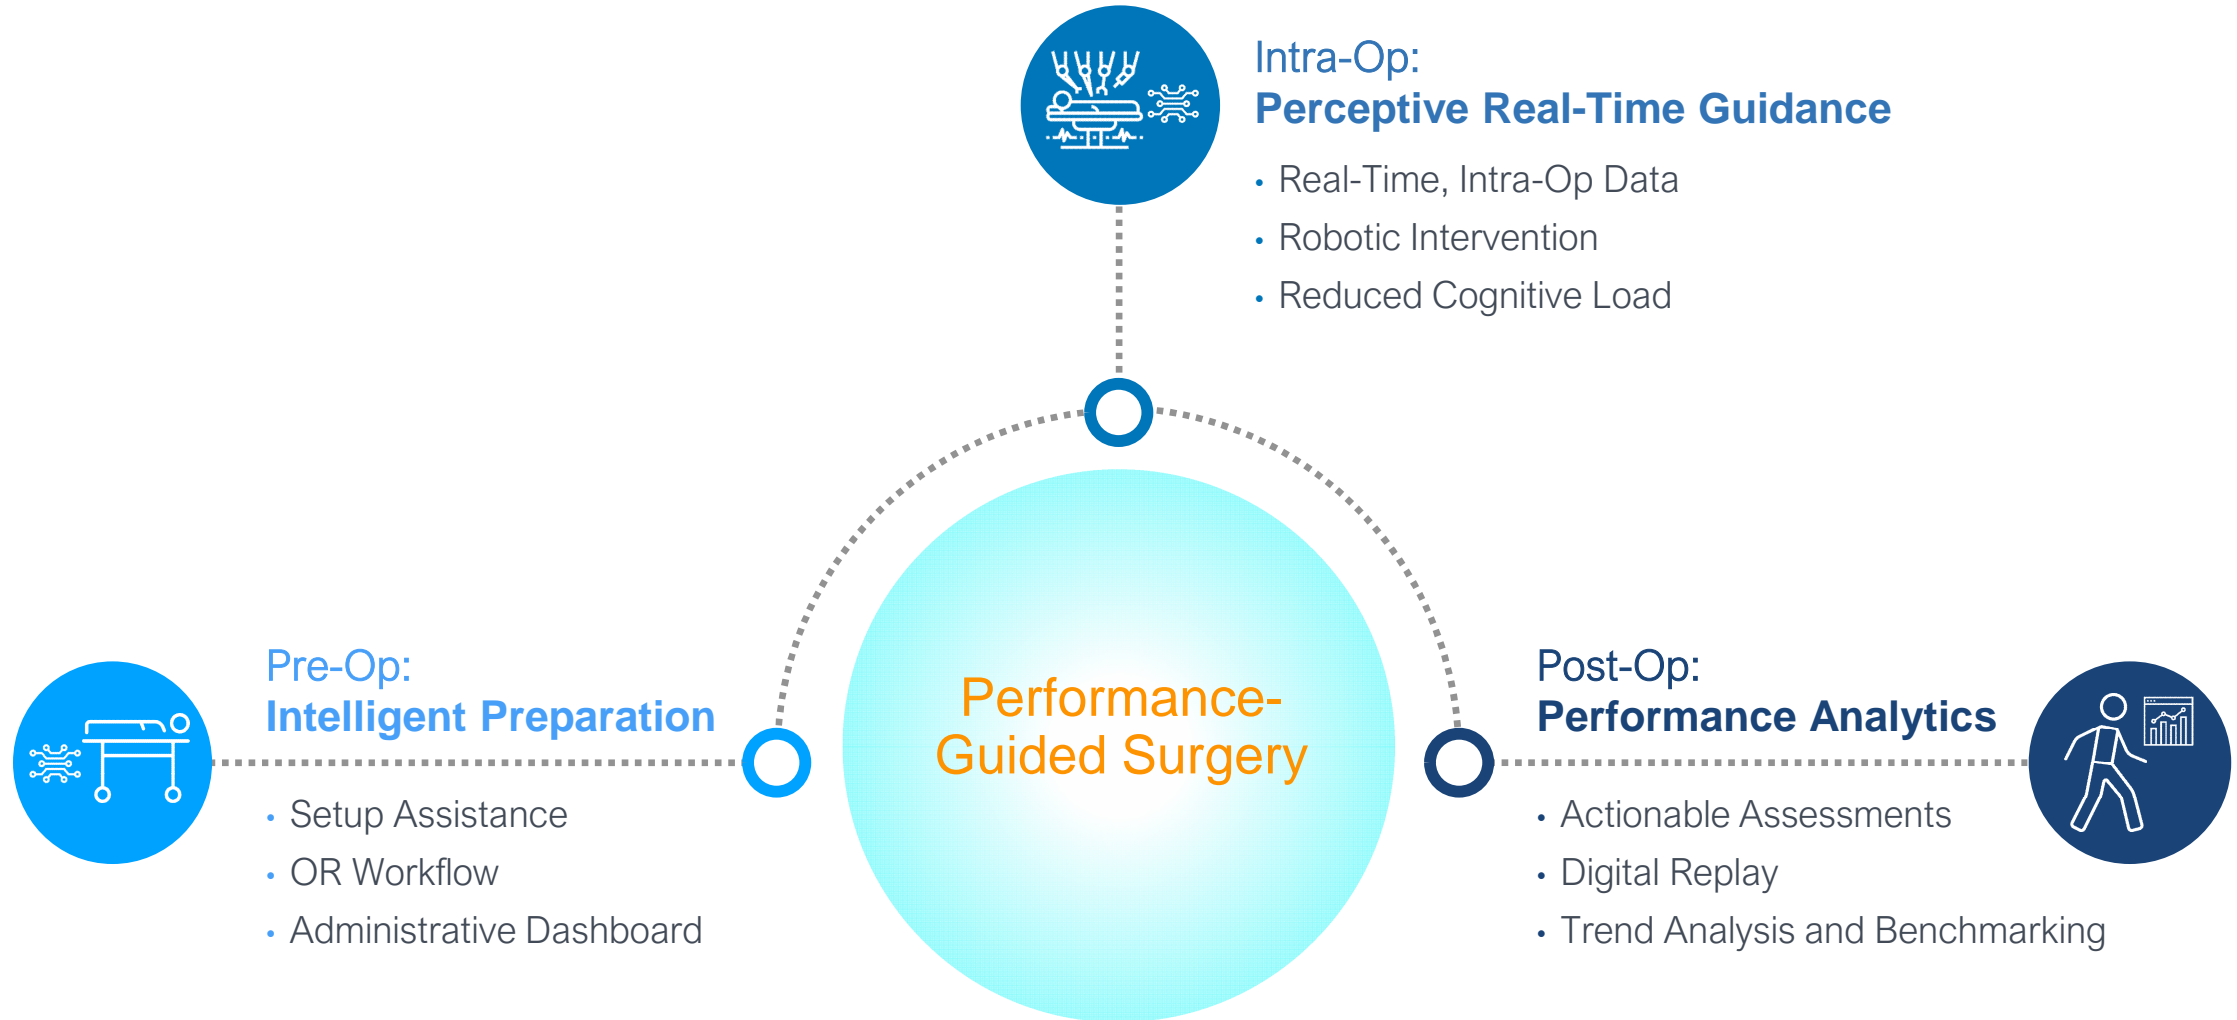 Intra-Op:
Perceptive Real-Time Guidance
• Real-Time, Intra-Op Data
• Robotic Intervention
• Reduced Cognitive Load
Pre-Op:
Intelligent Preparation
• Setup Assistance
• OR Workflow
• Administrative Dashboard
Performance-
Guided Surgery
Post-Op:
Performance Analytics
• Actionable Assessments
• Digital Replay
• Trend Analysis and Benchmarking